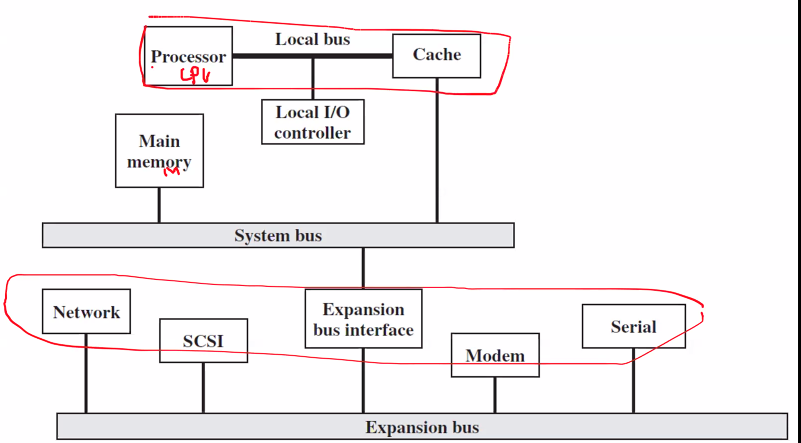 Local bus
Processor
CPU
Cache
Local I/O
controller
Main
memory
M
System bus
Network
SCSI
Expansion
bus interface
Modem
Serial
Expansion bus